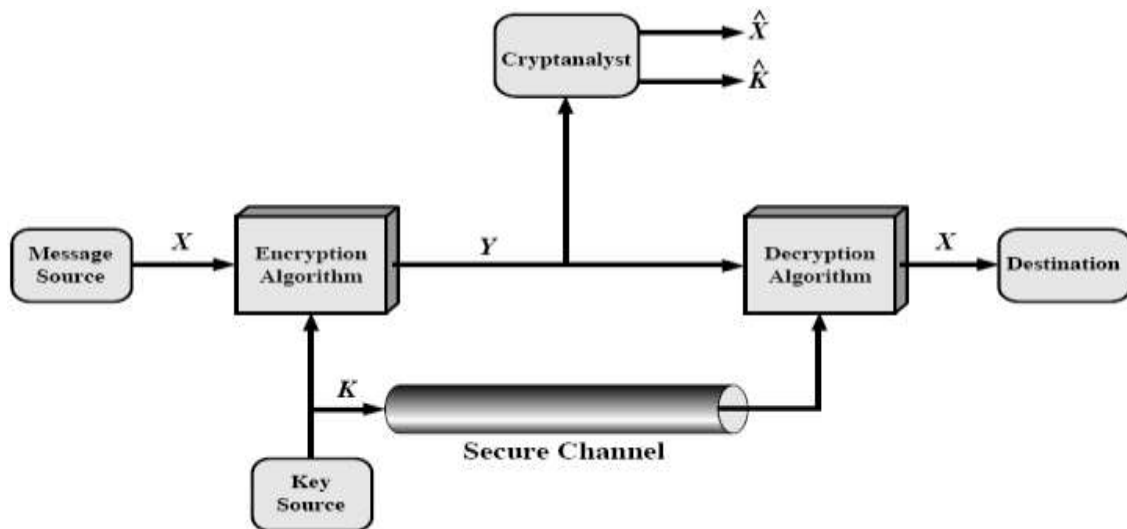 Cryptanalyst
X̂
K̂
Message
Source
X
Encryption
Algorithm
Y
Decryption
Algorithm
X
Destination
K
Secure Channel
Key
Source